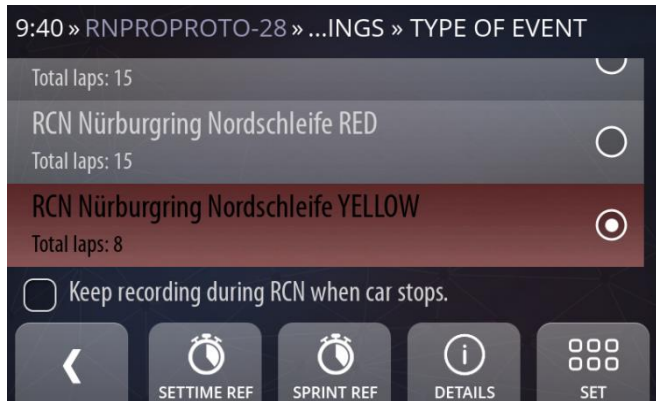 9:40 » RNPROPROTO-28 » ...INGS » TYPE OF EVENT
Total laps: 15
RCN Nürburgring Nordschleife RED
Total laps: 15
RCN Nürburgring Nordschleife YELLOW
Total laps: 8
Keep recording during RCN when car stops.
SETTIME REF SPRINT REF DETAILS SET